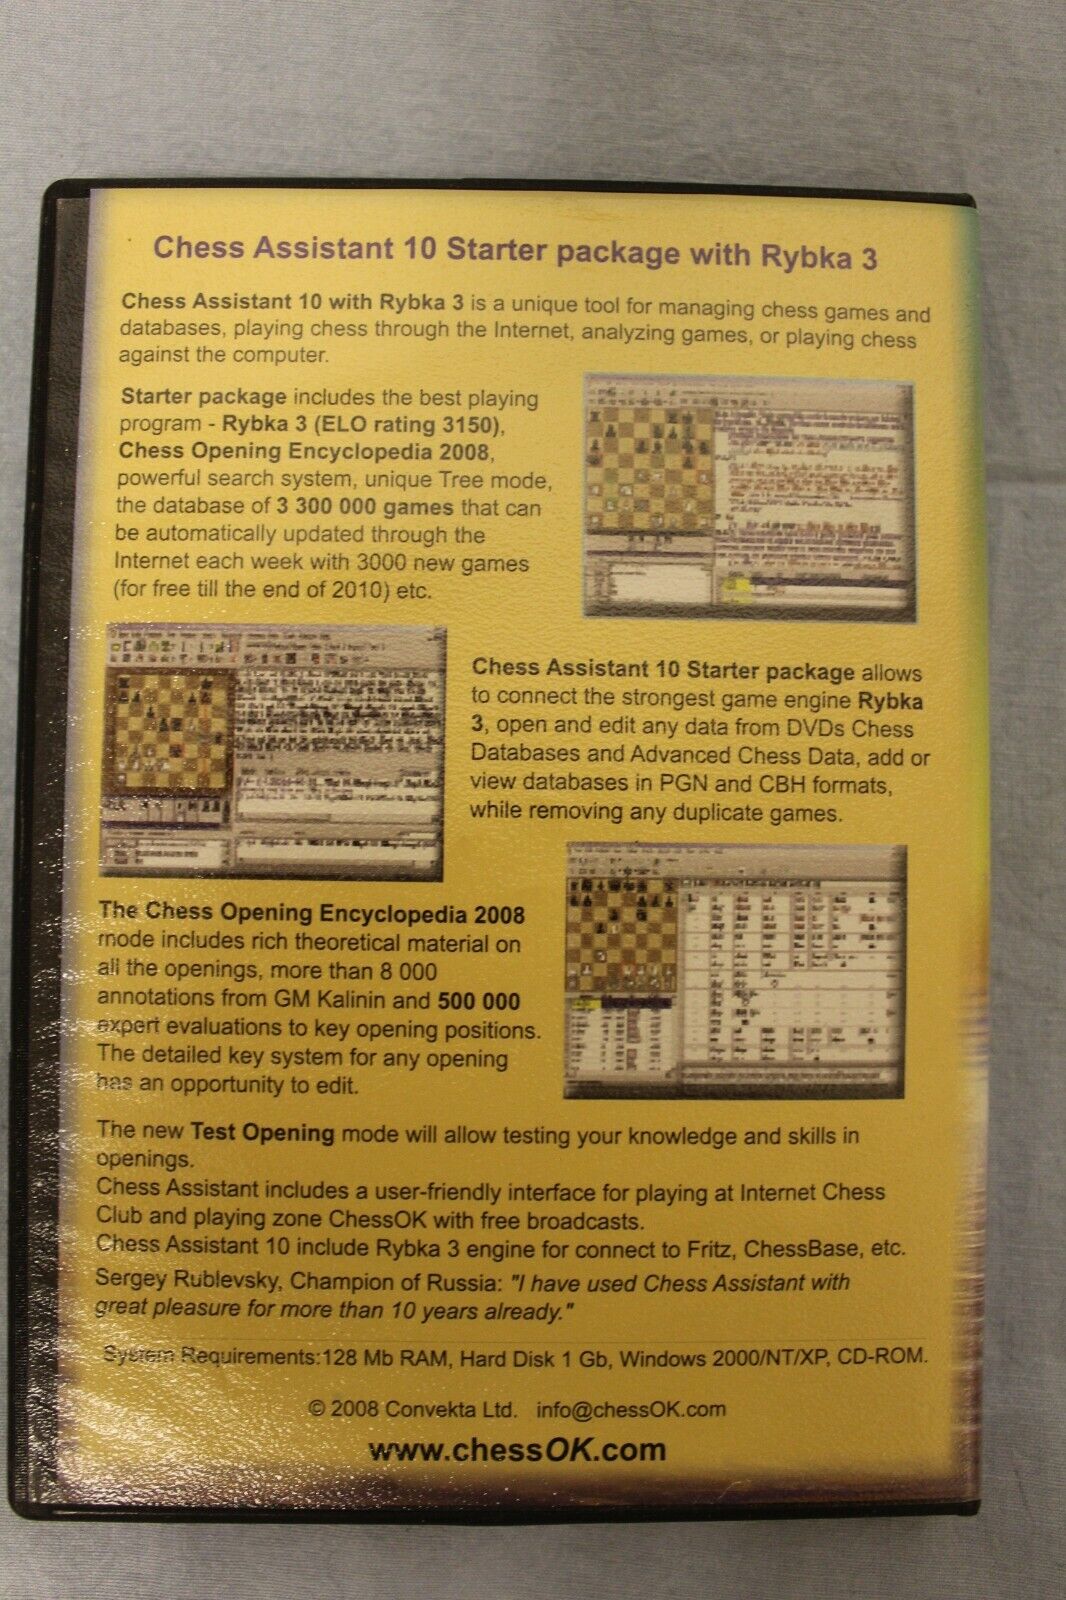 Chess Assistant 10 Starter package with Rybka 3
Chess Assistant 10 with Rybka 3 is a unique tool for managing chess games and
databases, playing chess through the Internet, analyzing games, or playing chess
against the computer.
Starter package includes the best playing
program - Rybka 3 (ELO rating 3150),
Chess Opening Encyclopedia 2008,
powerful search system, unique Tree mode,
the database of 3 300 000 games that can
be automatically updated through the
Internet each week with 3000 new games
(for free till the end of 2010) etc.
Chess Assistant 10 Starter package allows
to connect the strongest game engine Rybka
3, open and edit any data from DVDs Chess
Databases and Advanced Chess Data, add or
view databases in PGN and CBH formats,
while removing any duplicate games.
The Chess Opening Encyclopedia 2008
mode includes rich theoretical material on
all the openings, more than 8 000
annotations from GM Kalinin and 500 000
expert evaluations to key opening positions.
The detailed key system for any opening
has an opportunity to edit.
The new Test Opening mode will allow testing your knowledge and skills in
openings.
Chess Assistant includes a user-friendly interface for playing at Internet Chess
Club and playing zone ChessOK with free broadcasts.
Chess Assistant 10 include Rybka 3 engine for connect to Fritz, ChessBase, etc.
Sergey Rublevsky, Champion of Russia: "I have used Chess Assistant with
great pleasure for more than 10 years already."
System Requirements:128 Mb RAM, Hard Disk 1 Gb, Windows 2000/NT/XP, CD-ROM.
© 2008 Convekta Ltd. info@chessOK.com
www.chessOK.com